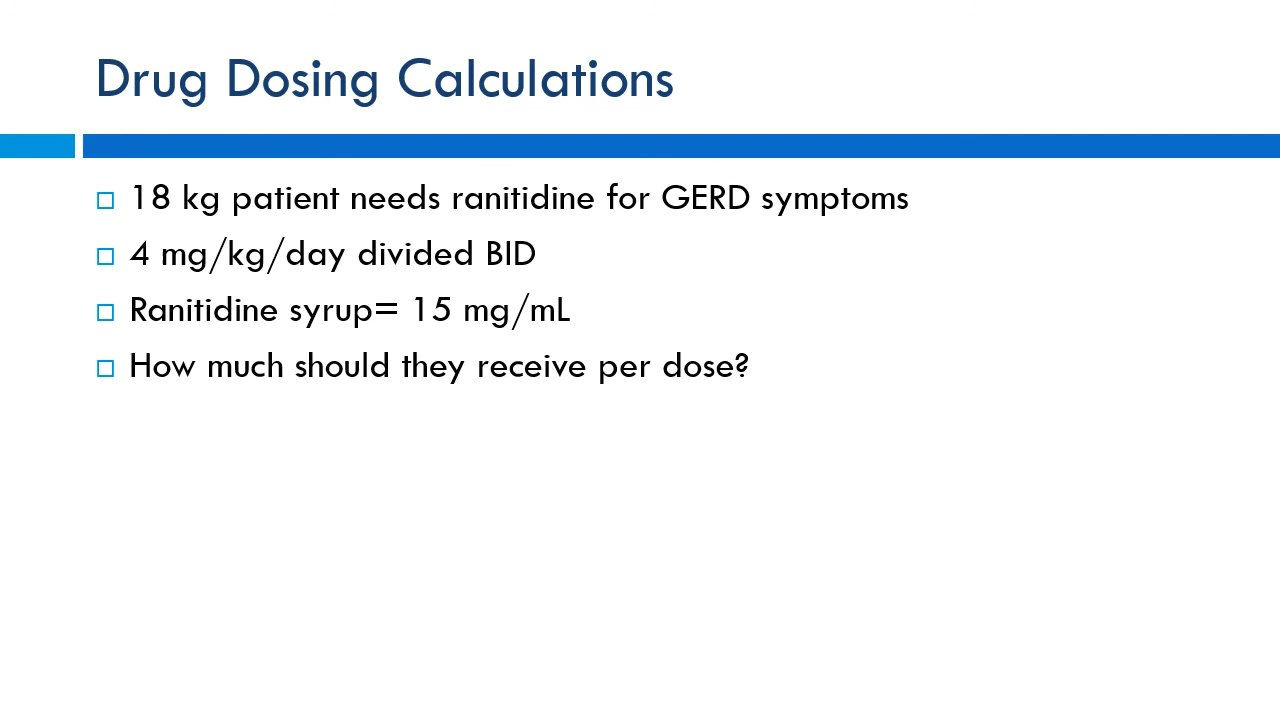 Drug Dosing Calculations
18 kg patient needs ranitidine for GERD symptoms
4 mg/kg/day divided BID
Ranitidine syrup= 15 mg/mL
How much should they receive per dose?